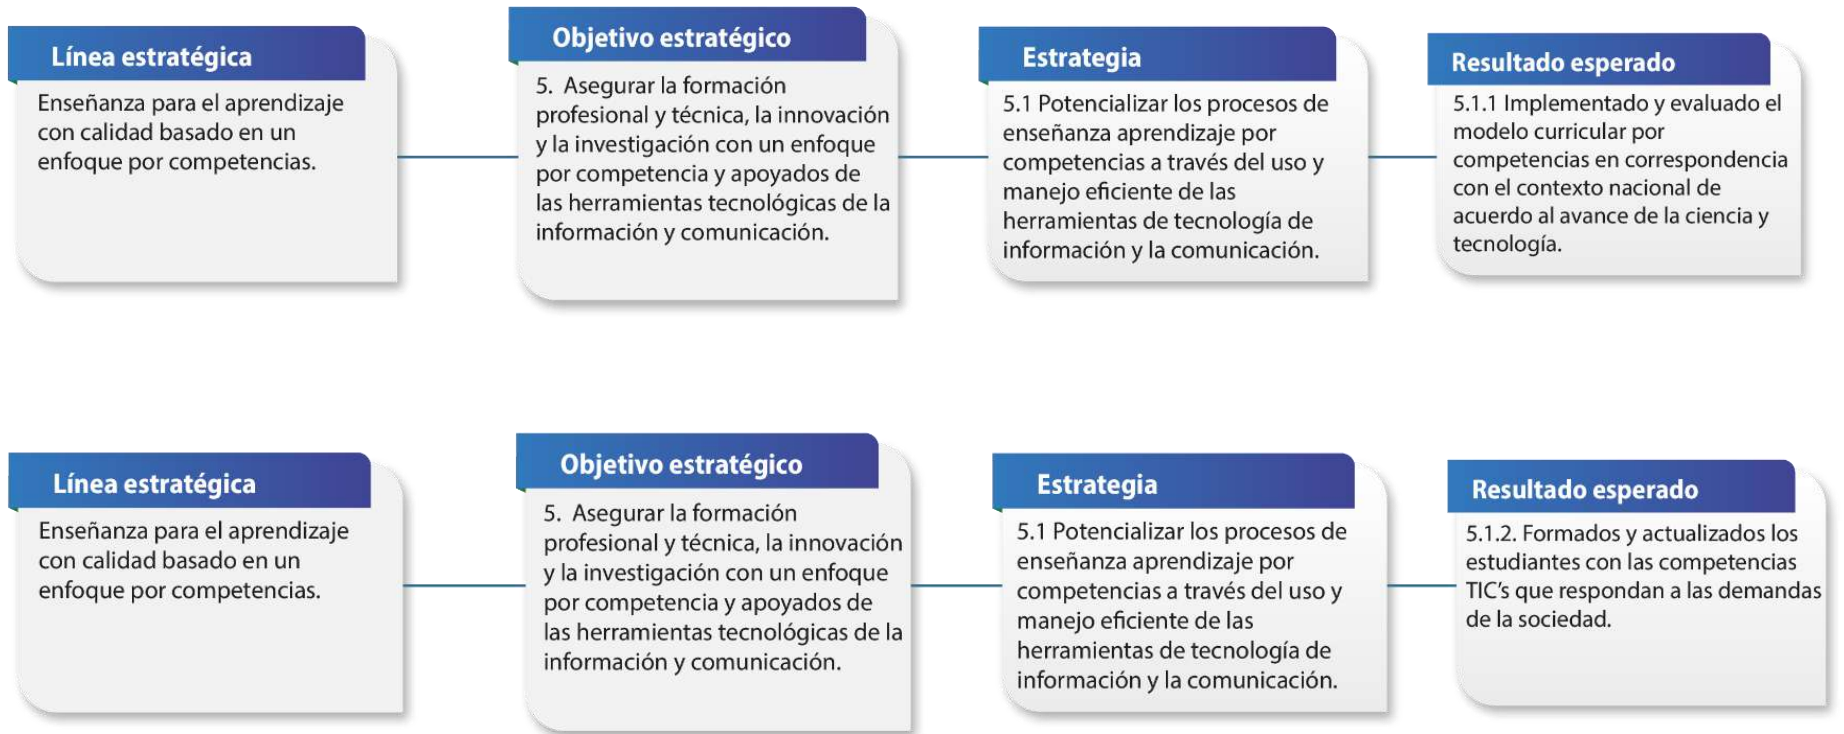 Línea estratégica
Enseñanza para el aprendizaje
con calidad basado en un
enfoque por competencias.
Objetivo estratégico
5. Asegurar la formación
profesional y técnica, la innovación
y la investigación con un enfoque
por competencia y apoyados de
las herramientas tecnológicas de la
información y comunicación.
Estrategia
5.1 Potencializar los procesos de
enseñanza aprendizaje por
competencias a través del uso y
manejo eficiente de las
herramientas de tecnología de
información y la comunicación.
Resultado esperado
5.1.1 Implementado y evaluado el
modelo curricular por
competencias en correspondencia
con el contexto nacional de
acuerdo al avance de la ciencia y
tecnología.
Línea estratégica
Enseñanza para el aprendizaje
con calidad basado en un
enfoque por competencias.
Objetivo estratégico
5. Asegurar la formación
profesional y técnica, la innovación
y la investigación con un enfoque
por competencia y apoyados de
las herramientas tecnológicas de la
información y comunicación.
Estrategia
5.1 Potencializar los procesos de
enseñanza aprendizaje por
competencias a través del uso y
manejo eficiente de las
herramientas de tecnología de
información y la comunicación.
Resultado esperado
5.1.2. Formados y actualizados los
estudiantes con las competencias
TIC’s que respondan a las demandas
de la sociedad.